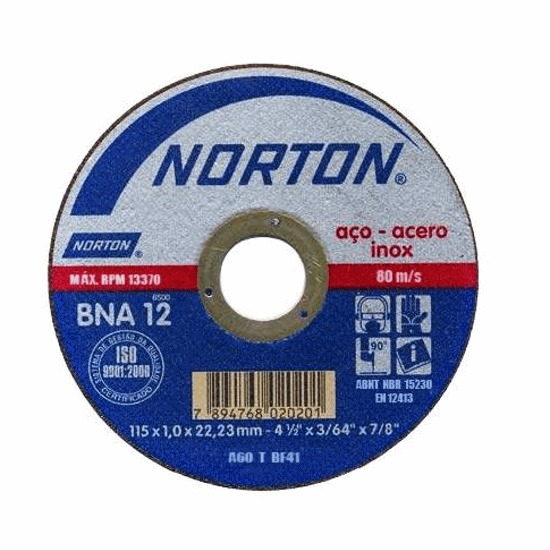 NORTON®
aço - acero
inox
NORTON®
MÁX. RPM 13370
80 m/s
6500
BNA 12
90°
i
SISTEMA DE GESTÃO DA QUALIDADE
ISO
9001:2000
CERTIFICADO
ABNT NBR 15230
EN 12413
7 894768 020201
115 x 1,0 x 22,23 mm - 4 ½" x 3/64" x 7/8"
A60 T BF41